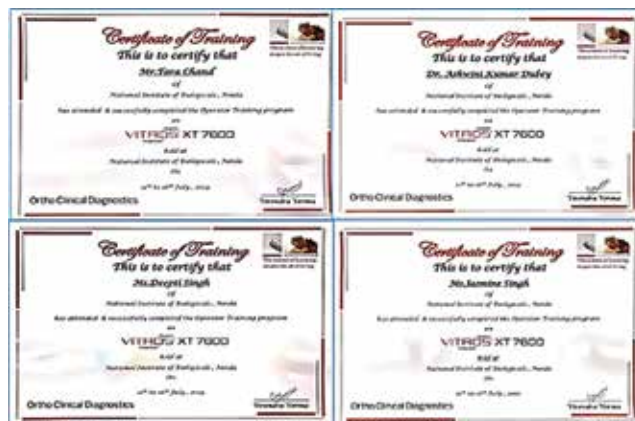 Certificate of Training
This is to certify that
Mr. Tara Chand
of
National Institute of Biologicals, Noida
has attended & successfully completed the Operator Training program
on
VITROS XT 7600
held at
National Institute of Biologicals, Noida
July,
Ortho Clinical Diagnostics
Certificate of Training
This is to certify that
Dr. Ashwini Kumar Dubey
of
National Institute of Biologicals, Noida
has attended & successfully completed the Operator Training program
on
VITROS XT 7600
held at
National Institute of Biologicals, Noida
July,
Ortho Clinical Diagnostics
Certificate of Training
This is to certify that
Ms. Deepti Singh
of
National Institute of Biologicals, Noida
has attended & successfully completed the Operator Training program
on
VITROS XT 7600
held at
National Institute of Biologicals, Noida
July,
Ortho Clinical Diagnostics
Certificate of Training
This is to certify that
Jasmine Singh
of
National Institute of Biologicals, Noida
has attended & successfully completed the Operator Training program
on
VITROS XT 7600
held at
National Institute of Biologicals, Noida
July,
Ortho Clinical Diagnostics